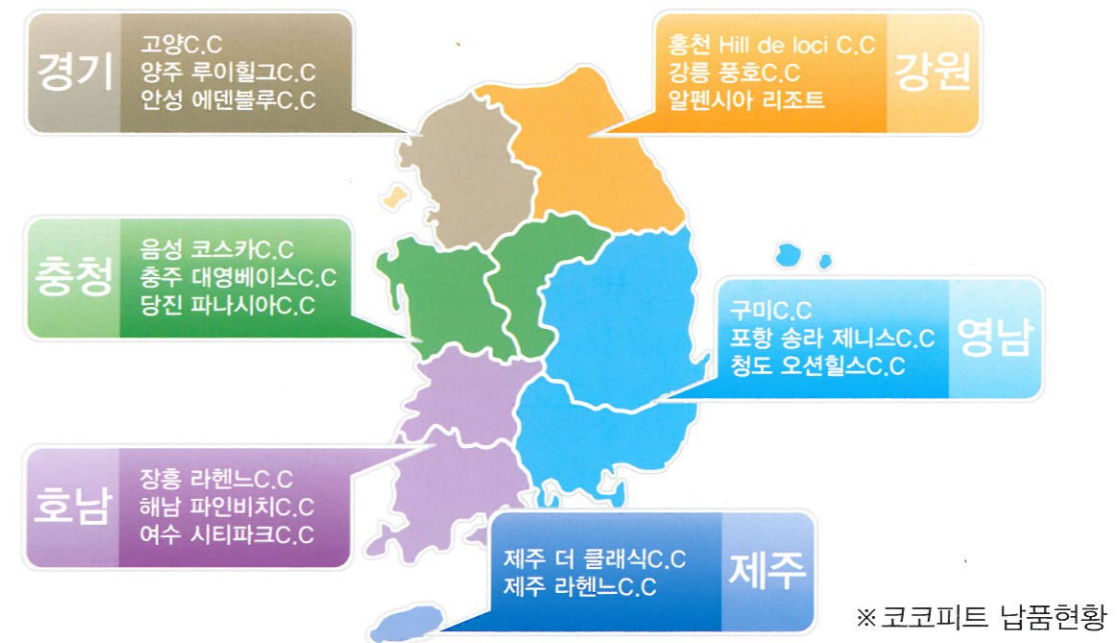 경기
고양C.C
양주 루이힐그C.C
안성 에덴블루C.C
홍천 Hill de loci C.C
강릉 풍호C.C
알펜시아 리조트
강원
충청
음성 코스카C.C
충주 대영베이스C.C
당진 파나시아C.C
구미C.C
포항 송라 제니스C.C
청도 오션힐스C.C
영남
호남
장흥 라헨느C.C
해남 파인비치C.C
여수 시티파크C.C
제주 더 클래식C.C
제주 라헨느C.C
제주
※코코피트 납품현황